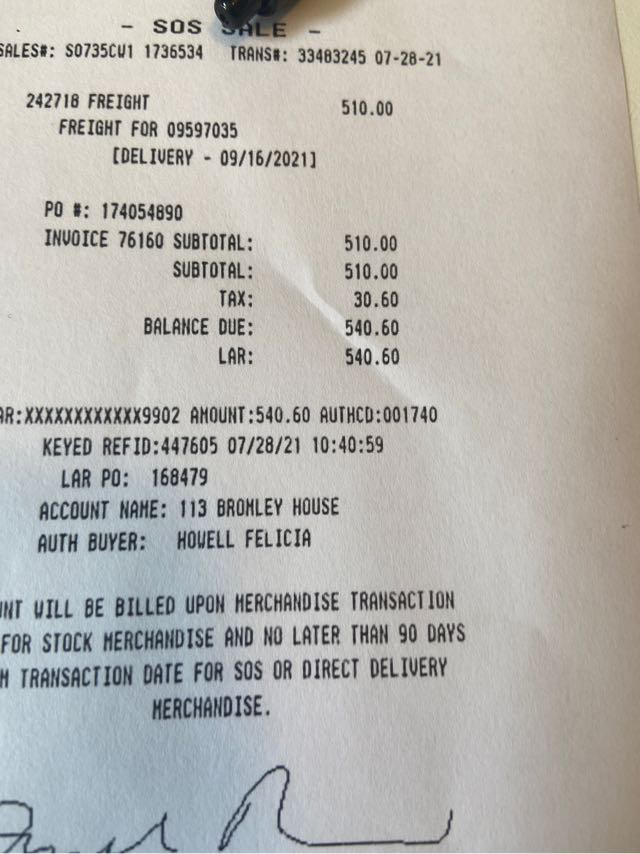 - SOS SALE -
SALES#: S0735CW1 1736534 TRANS#: 33483245 07-28-21
242718 FREIGHT 510.00
FREIGHT FOR 09597035
[DELIVERY - 09/16/2021]
PO #: 174054890
INVOICE 76160 SUBTOTAL: 510.00
SUBTOTAL: 510.00
TAX: 30.60
BALANCE DUE: 540.60
LAR: 540.60
AR:XXXXXXXXXXXX9902 AMOUNT:540.60 AUTHCD:001740
KEYED REFID:447605 07/28/21 10:40:59
LAR PO: 168479
ACCOUNT NAME: 113 BROMLEY HOUSE
AUTH BUYER: HOWELL FELICIA
UNT WILL BE BILLED UPON MERCHANDISE TRANSACTION
FOR STOCK MERCHANDISE AND NO LATER THAN 90 DAYS
M TRANSACTION DATE FOR SOS OR DIRECT DELIVERY
MERCHANDISE.